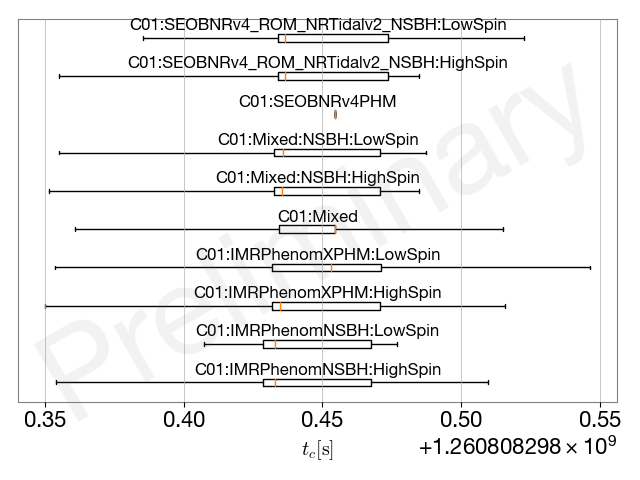 C01:SEOBNRv4_ROM_NRTidalv2_NSBH:LowSpin
C01:SEOBNRv4_ROM_NRTidalv2_NSBH:HighSpin
C01:SEOBNRv4PHM
C01:Mixed:NSBH:LowSpin
C01:Mixed:NSBH:HighSpin
C01:Mixed
C01:IMRPhenomXPHM:LowSpin
C01:IMRPhenomXPHM:HighSpin
C01:IMRPhenomNSBH:LowSpin
C01:IMRPhenomNSBH:HighSpin
Preliminary
0.35 0.40 0.45 0.50 0.55
t_c[s]
+1.260808298 × 10⁹